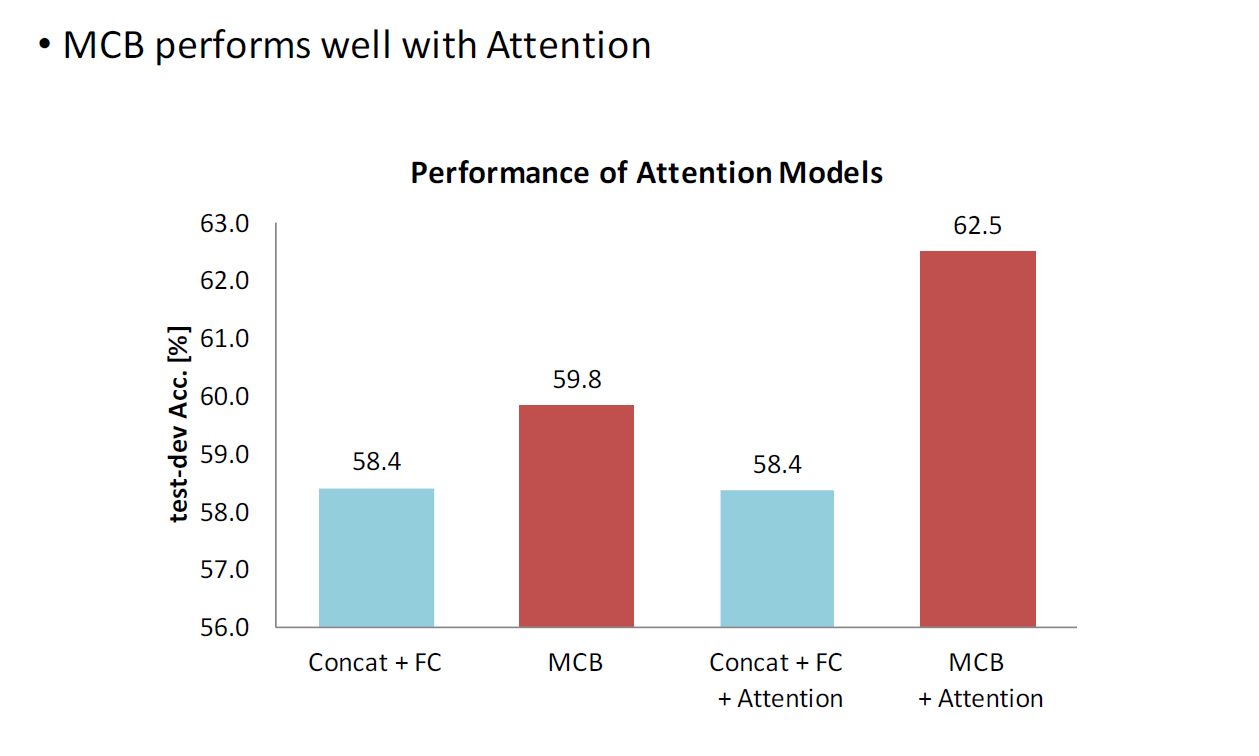 • MCB performs well with Attention
Performance of Attention Models
test-dev Acc. [%]
63.0
62.0
61.0
60.0
59.0
58.0
57.0
56.0
58.4
59.8
58.4
62.5
Concat + FC
MCB
Concat + FC
+ Attention
MCB
+ Attention